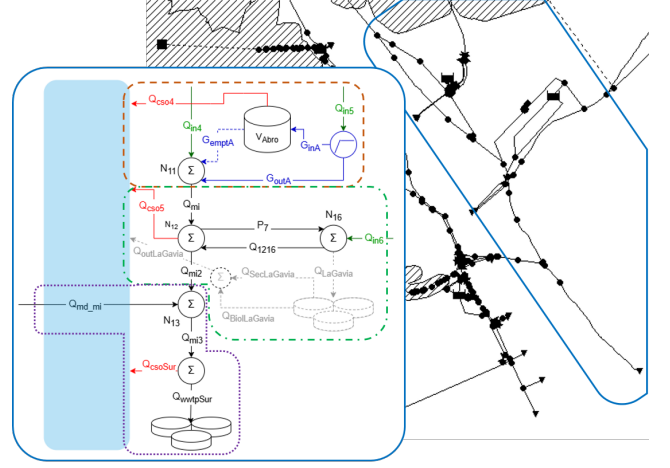 Qcso4
Qin5
Qin4
GemptA
VAbro
GinA
N11
Σ
GoutA
Qcso5
Qmi
N16
N12
Σ
P7
Σ
Qin6
Q1216
QoutLaGavia
Qmi2
Σ
QSecLaGavia
QLaGavia
Qmd_mi
Σ
QBiolLaGavia
N13
Qmi3
QcsoSur
Σ
QwwtpSur